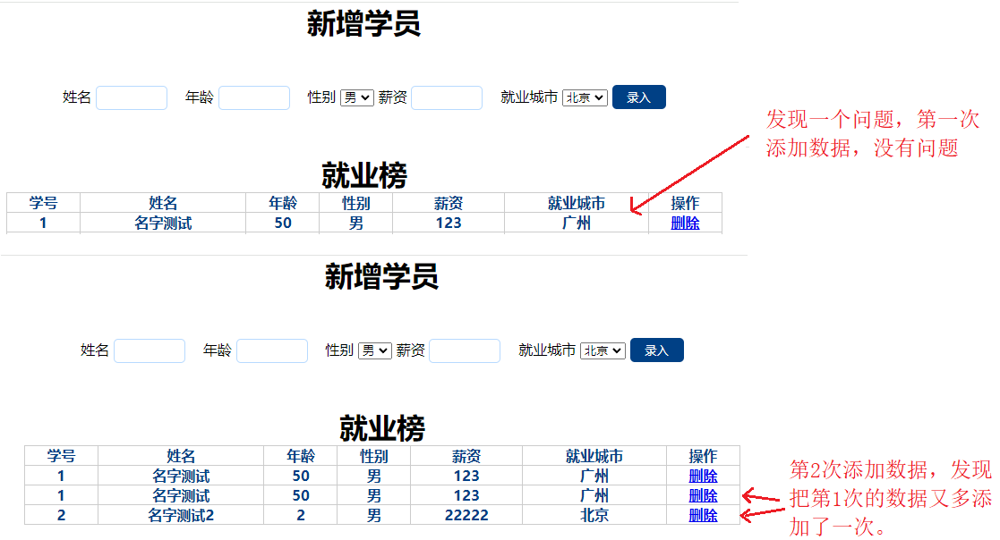 新增学员
姓名 年龄 性别 男 薪资 就业城市 北京 录入
发现一个问题，第一次
添加数据，没有问题
就业榜
学号 姓名 年龄 性别 薪资 就业城市 操作
1 名字测试 50 男 123 广州 删除
新增学员
姓名 年龄 性别 男 薪资 就业城市 北京 录入
就业榜
学号 姓名 年龄 性别 薪资 就业城市 操作
1 名字测试 50 男 123 广州 删除
1 名字测试 50 男 123 广州 删除
2 名字测试2 2 男 22222 北京 删除
第2次添加数据，发现
把第1次的数据又多添
加了一次。